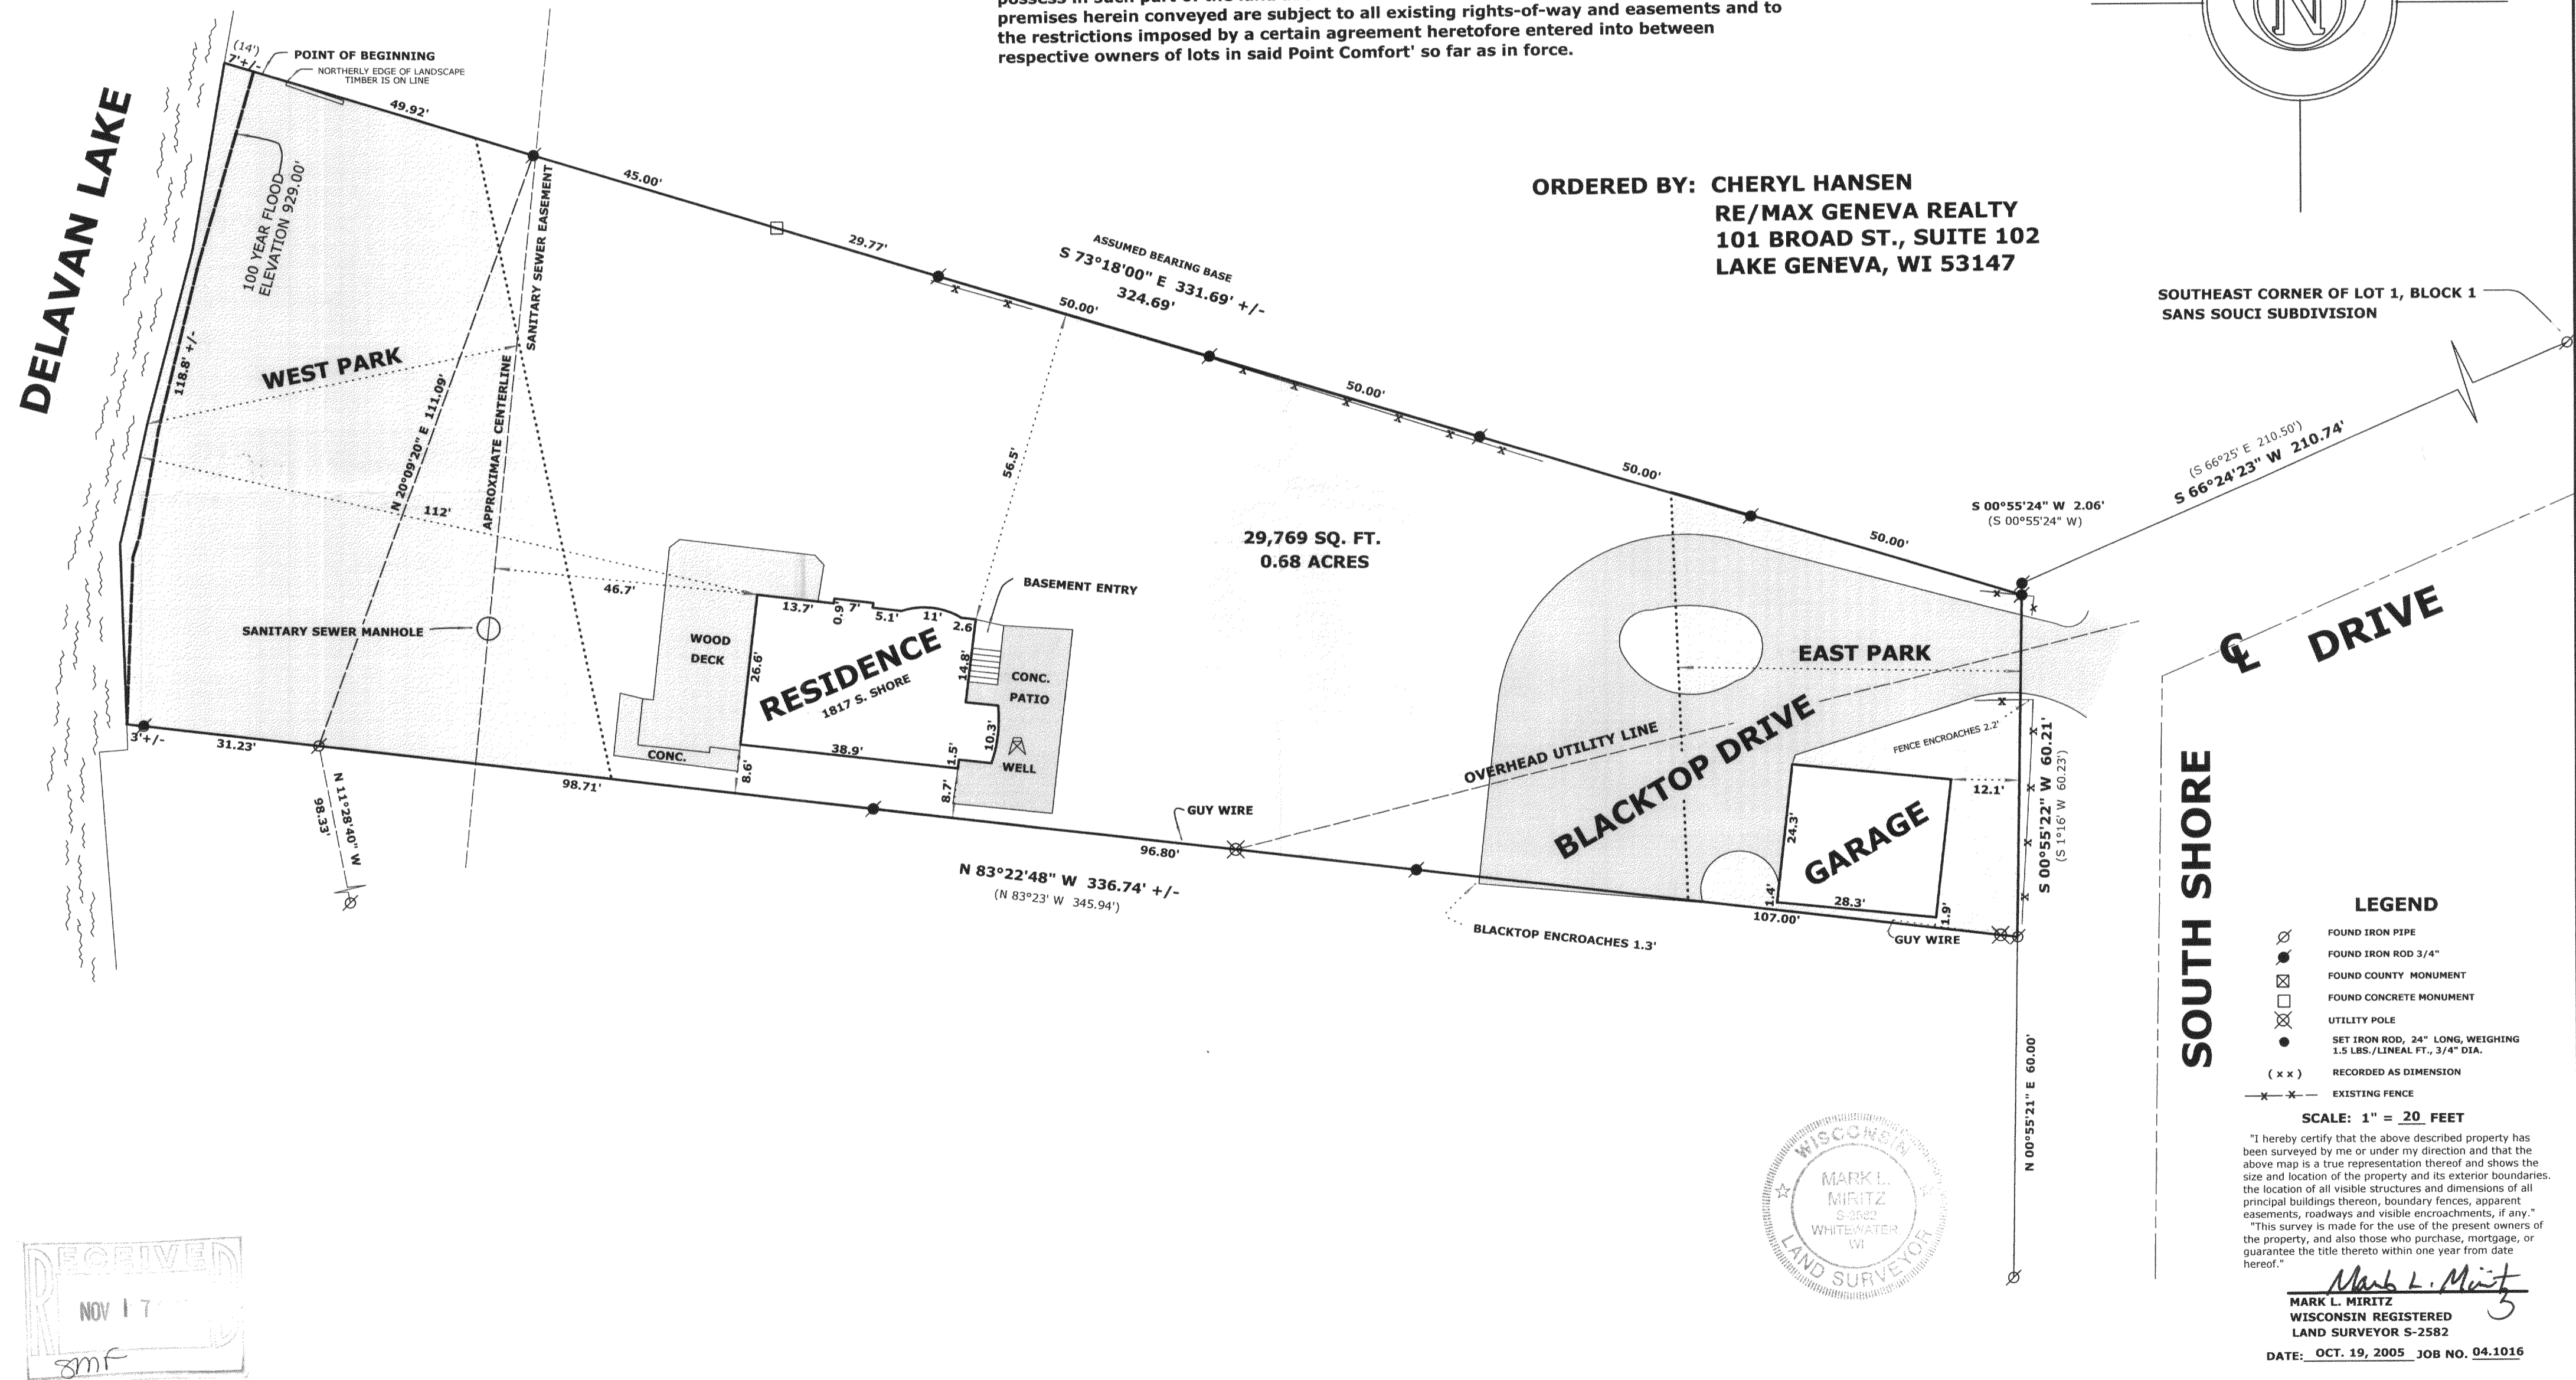 premises herein conveyed are subject to all existing rights-of-way and easements and to
the restrictions imposed by a certain agreement heretofore entered into between
respective owners of lots in said Point Comfort' so far as in force.
N
(14')
7'+/-
POINT OF BEGINNING
NORTHERLY EDGE OF LANDSCAPE
TIMBER IS ON LINE
49.92'
DELAVAN LAKE
100 YEAR FLOOD
ELEVATION 929.00'
118.8' +/-
WEST PARK
N 20°09'20" E 111.09'
SANITARY SEWER EASEMENT
APPROXIMATE CENTERLINE
112'
45.00'
29.77'
ASSUMED BEARING BASE
S 73°18'00" E 331.69' +/-
324.69'
50.00'
50.00'
50.00'
50.00'
56.5'
ORDERED BY: CHERYL HANSEN
RE/MAX GENEVA REALTY
101 BROAD ST., SUITE 102
LAKE GENEVA, WI 53147
SOUTHEAST CORNER OF LOT 1, BLOCK 1
SANS SOUCI SUBDIVISION
(S 66°25' E 210.50')
S 66°24'23" W 210.74'
S 00°55'24" W 2.06'
(S 00°55'24" W)
29,769 SQ. FT.
0.68 ACRES
46.7'
SANITARY SEWER MANHOLE
WOOD
DECK
13.7'
0.9'
7'
5.1'
11'
2.6
26.6'
RESIDENCE
1817 S. SHORE
14.8'
BASEMENT ENTRY
CONC.
PATIO
10.3'
WELL
38.9'
1.5'
CONC.
8.6'
8.7'
3'+/-
31.23'
98.71'
N 11°28'40" W
98.33'
GUY WIRE
96.80'
N 83°22'48" W 336.74' +/-
(N 83°23' W 345.94')
EAST PARK
OVERHEAD UTILITY LINE
BLACKTOP DRIVE
FENCE ENCROACHES 2.2'
GARAGE
24.3'
12.1'
1.4'
28.3'
1.9'
107.00'
GUY WIRE
BLACKTOP ENCROACHES 1.3'
S 00°55'22" W 60.21'
(S 1°16' W 60.23')
N 00°55'21" E 60.00'
CL DRIVE
SOUTH SHORE
LEGEND
FOUND IRON PIPE
FOUND IRON ROD 3/4"
FOUND COUNTY MONUMENT
FOUND CONCRETE MONUMENT
UTILITY POLE
SET IRON ROD, 24" LONG, WEIGHING
1.5 LBS./LINEAL FT., 3/4" DIA.
(xx) RECORDED AS DIMENSION
x x EXISTING FENCE
SCALE: 1" = 20 FEET
"I hereby certify that the above described property has
been surveyed by me or under my direction and that the
above map is a true representation thereof and shows the
size and location of the property and its exterior boundaries.
the location of all visible structures and dimensions of all
principal buildings thereon, boundary fences, apparent
easements, roadways and visible encroachments, if any."
"This survey is made for the use of the present owners of
the property, and also those who purchase, mortgage, or
guarantee the title thereto within one year from date
hereof."
Mark L. Miritz
MARK L. MIRITZ
WISCONSIN REGISTERED
LAND SURVEYOR S-2582
DATE: OCT. 19, 2005 JOB NO. 04.1016
WISCONSIN
MARK L.
MIRITZ
S-2582
WHITEWATER,
WI
LAND SURVEYOR
RECEIVED
NOV 17
SMF